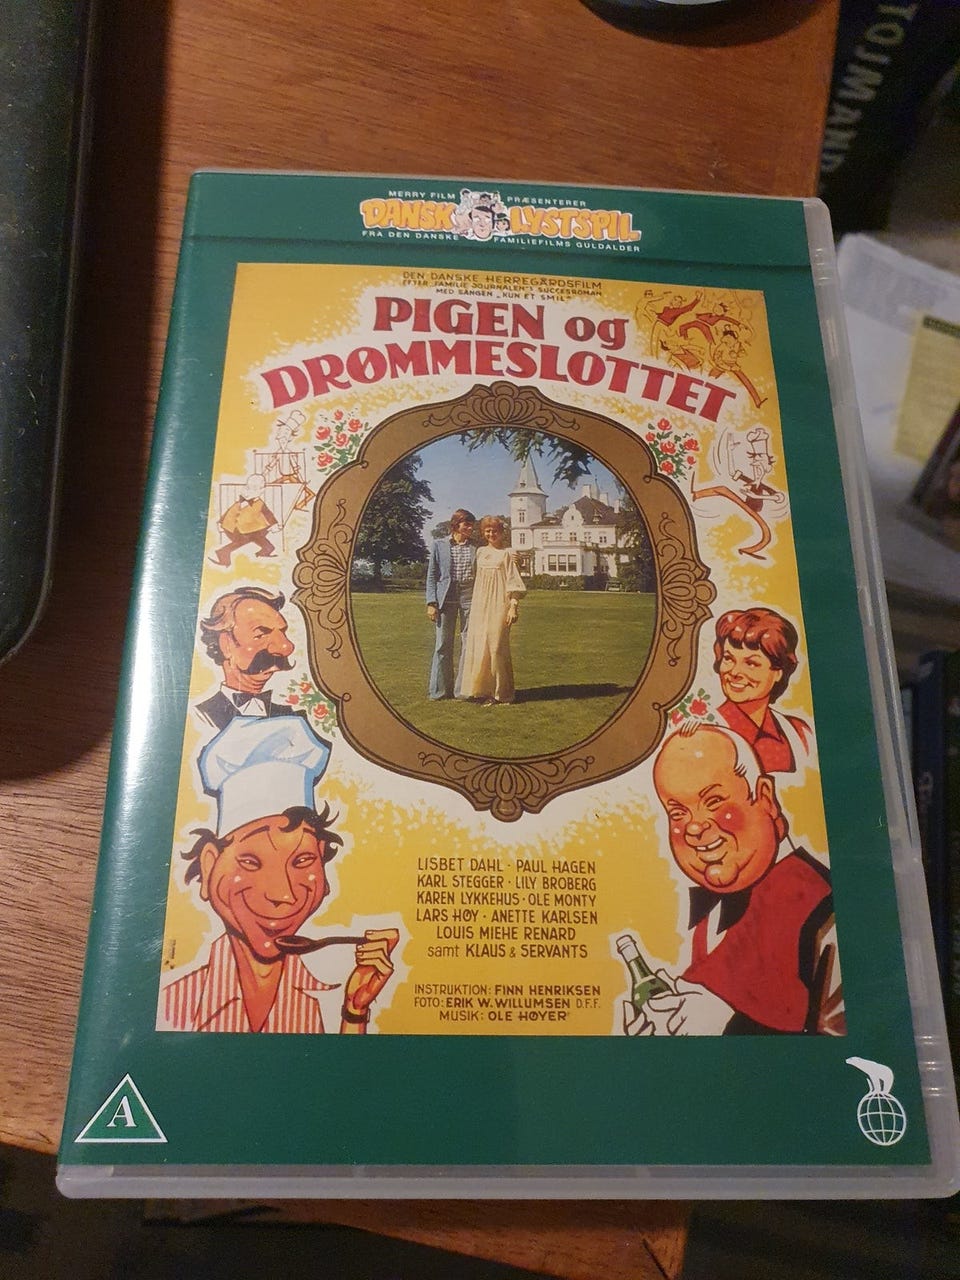 TOJMAND
MERRY FILM PRÆSENTERER
DANSK LYSTSPIL
FRA DEN DANSKE FAMILIEFILMS GULDALDER
DEN DANSKE HERREGÅRDSFILM
EFTER FAMILIE JOURNALEN'S SUCCESROMAN
MED SANGEN „KUN ET SMIL"
PIGEN og
DRØMMESLOTTET
LISBET DAHL · PAUL HAGEN
KARL STEGGER · LILY BROBERG
KAREN LYKKEHUS · OLE MONTY
LARS HØY · ANETTE KARLSEN
LOUIS MIEHE RENARD
samt KLAUS & SERVANTS
INSTRUKTION: FINN HENRIKSEN
FOTO: ERIK W. WILLUMSEN D.F.F.
MUSIK: OLE HØYER
A